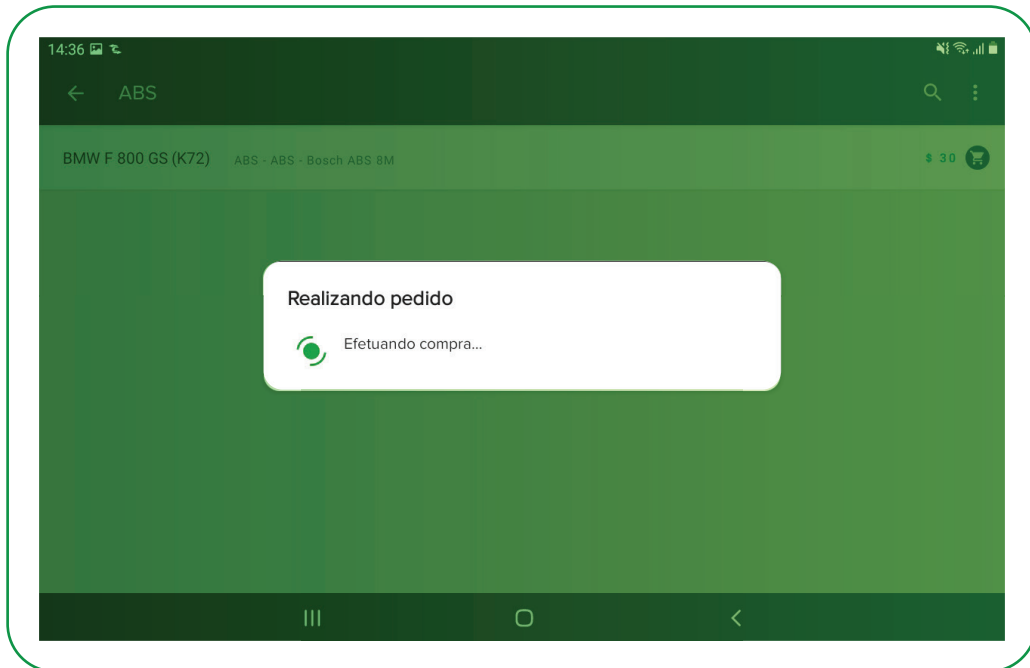 14:36
ABS
BMW F 800 GS (K72) ABS - ABS - Bosch ABS 8M $ 30
Realizando pedido
Efetuando compra...